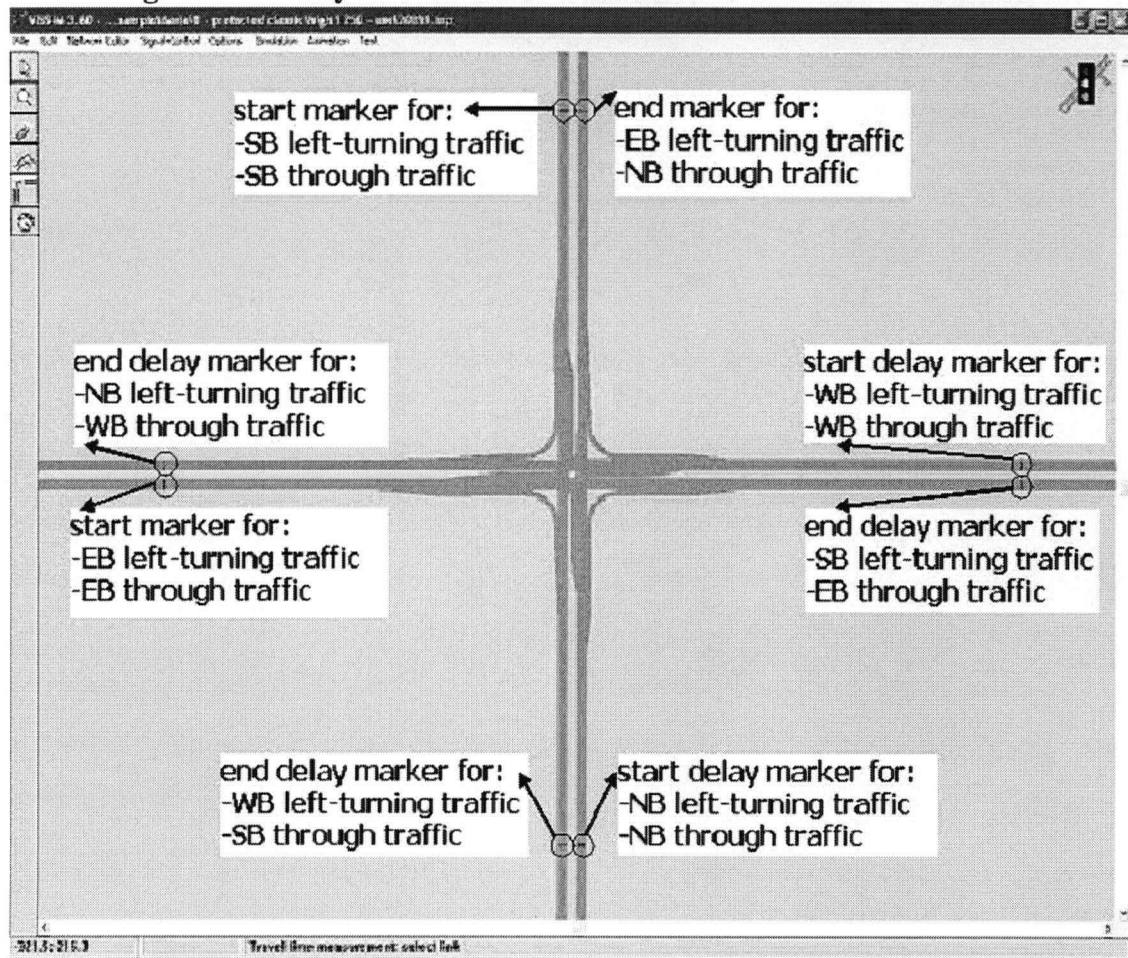 start marker for:
-SB left-turning traffic
-SB through traffic
end marker for:
-EB left-turning traffic
-NB through traffic
end delay marker for:
-NB left-turning traffic
-WB through traffic
start delay marker for:
-WB left-turning traffic
-WB through traffic
start marker for:
-EB left-turning traffic
-EB through traffic
end delay marker for:
-SB left-turning traffic
-EB through traffic
end delay marker for:
-WB left-turning traffic
-SB through traffic
start delay marker for:
-NB left-turning traffic
-NB through traffic
Travel time measurement: select link